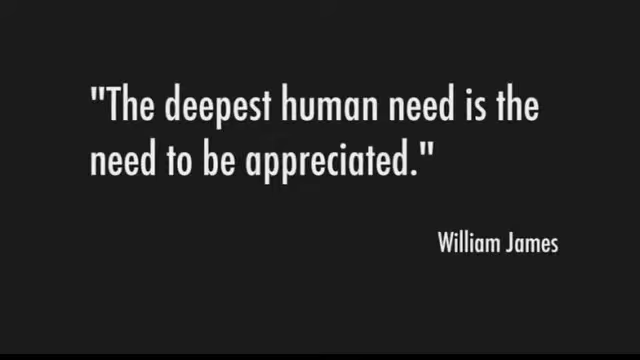 "The deepest human need is the
need to be appreciated."
William James